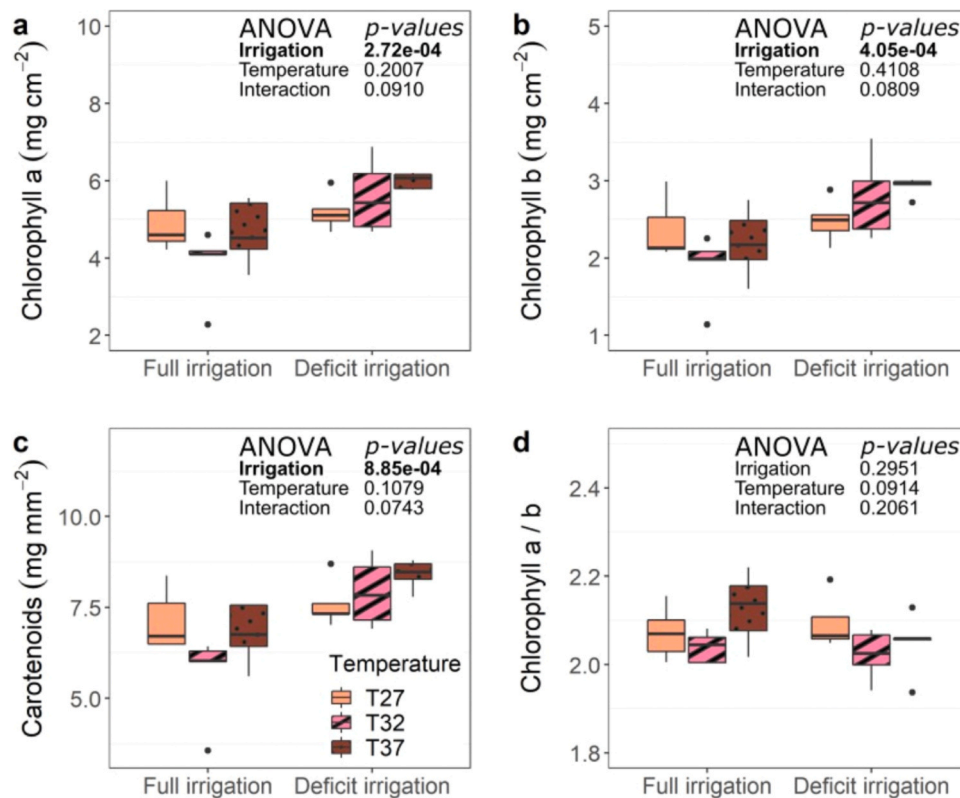 a
Chlorophyll a (mg cm−2)
10
8
6
4
2
ANOVA p-values
Irrigation 2.72e-04
Temperature 0.2007
Interaction 0.0910
Full irrigation Deficit irrigation
b
Chlorophyll b (mg cm−2)
5
4
3
2
1
ANOVA p-values
Irrigation 4.05e-04
Temperature 0.4108
Interaction 0.0809
Full irrigation Deficit irrigation
c
Carotenoids (mg mm−2)
10.0
7.5
5.0
ANOVA p-values
Irrigation 8.85e-04
Temperature 0.1079
Interaction 0.0743
Temperature
T27
T32
T37
Full irrigation Deficit irrigation
d
Chlorophyll a / b
2.4
2.2
2.0
1.8
ANOVA p-values
Irrigation 0.2951
Temperature 0.0914
Interaction 0.2061
Full irrigation Deficit irrigation